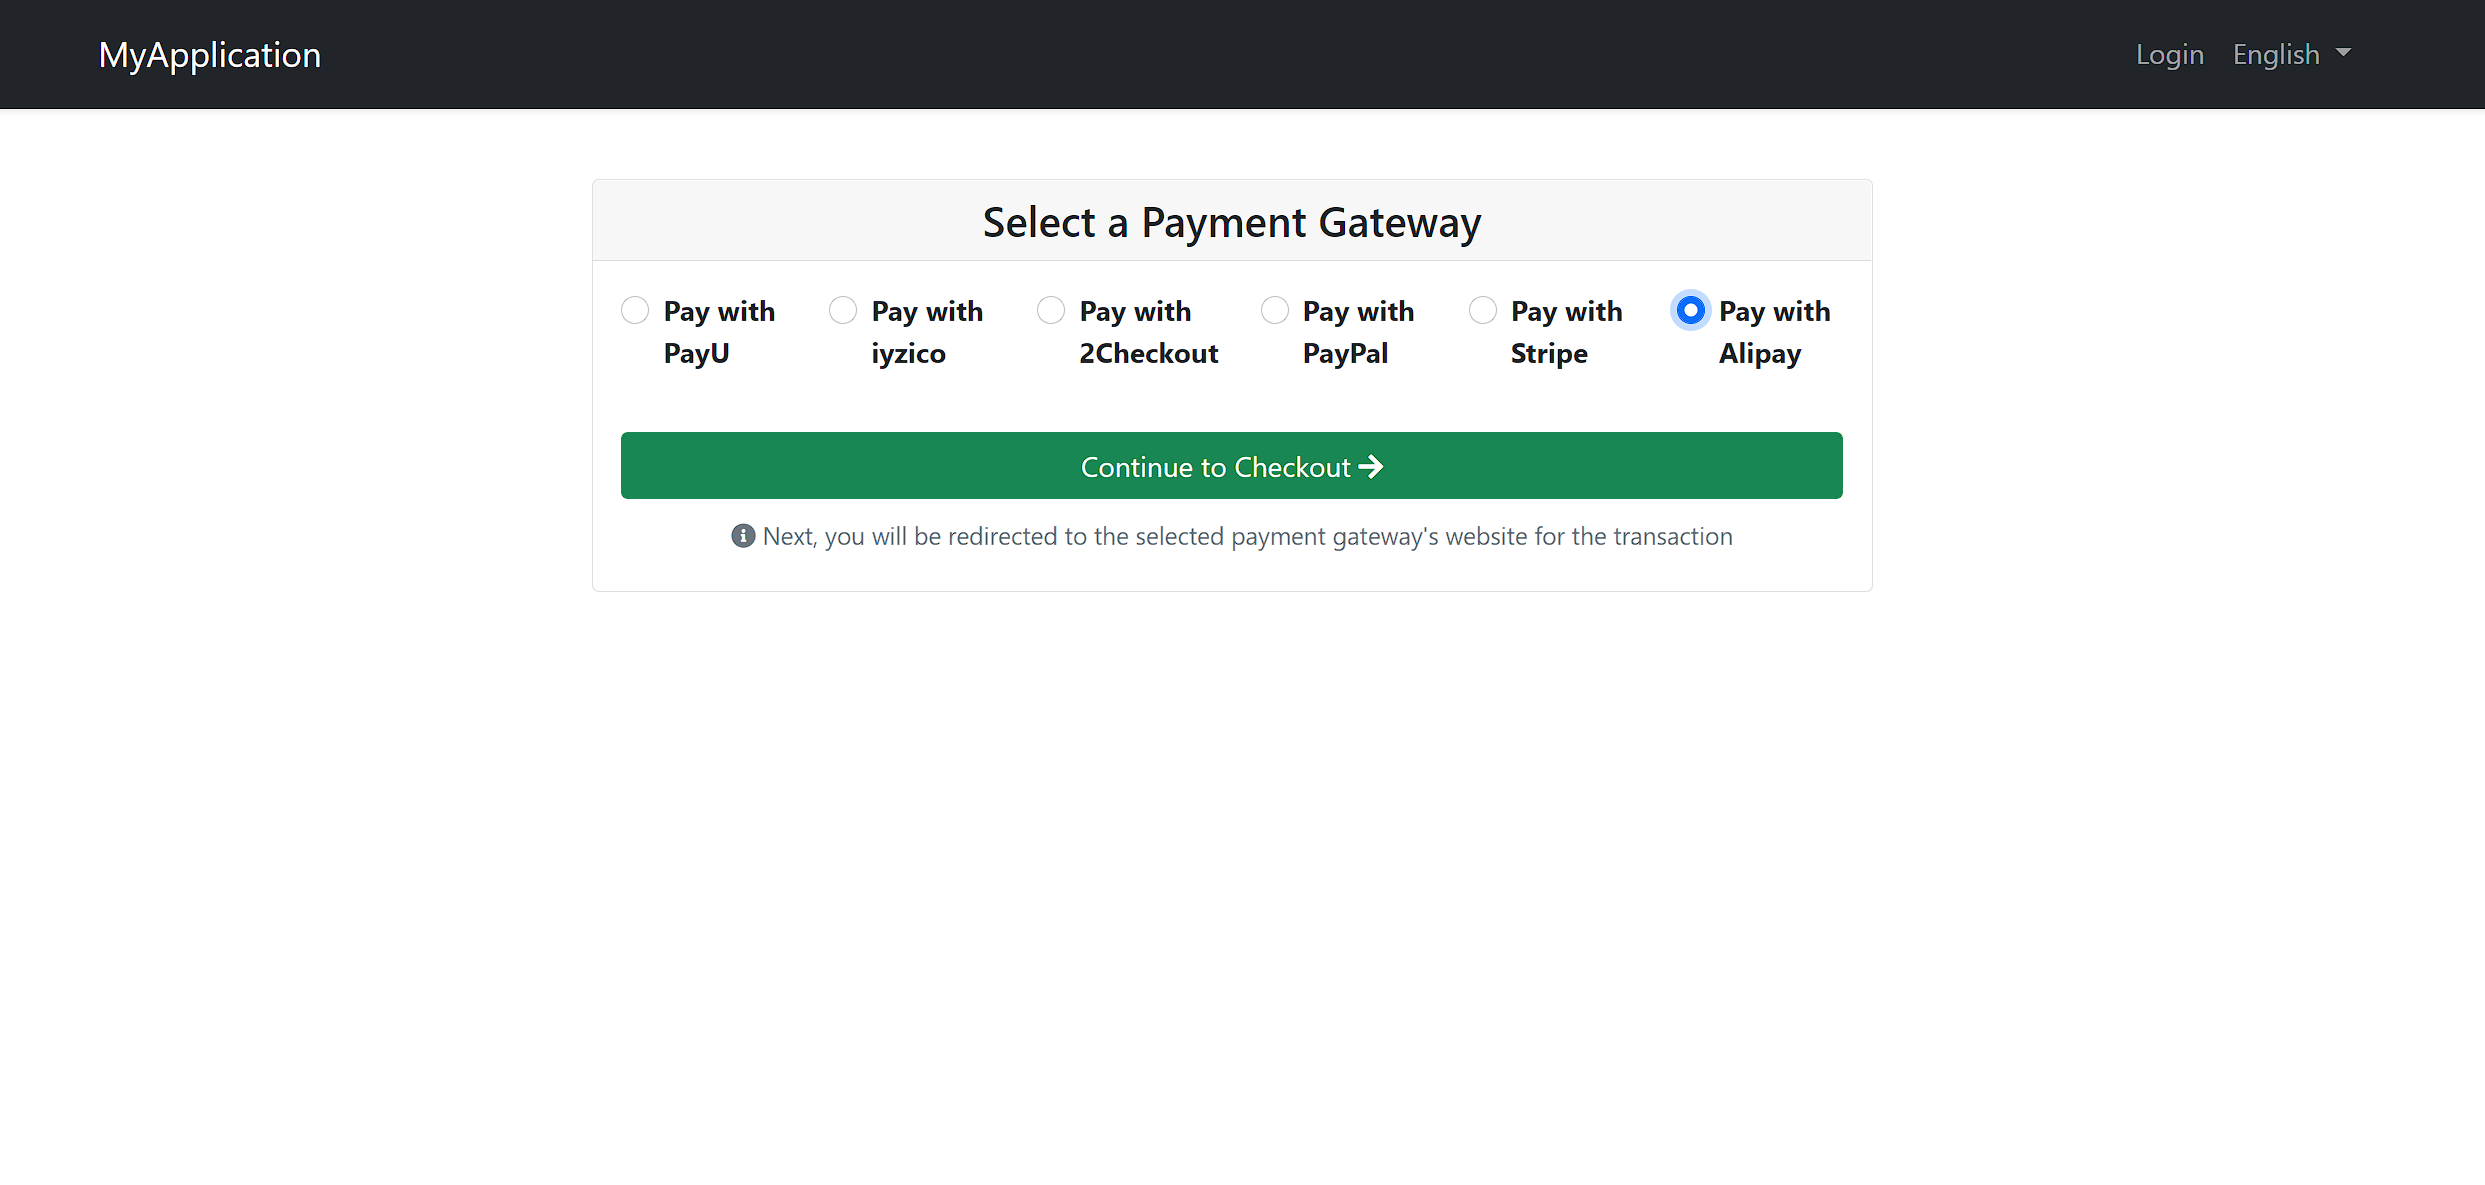 MyApplication
Login English
Select a Payment Gateway
Pay with PayU
Pay with iyzico
Pay with 2Checkout
Pay with PayPal
Pay with Stripe
Pay with Alipay
Continue to Checkout
Next, you will be redirected to the selected payment gateway's website for the transaction